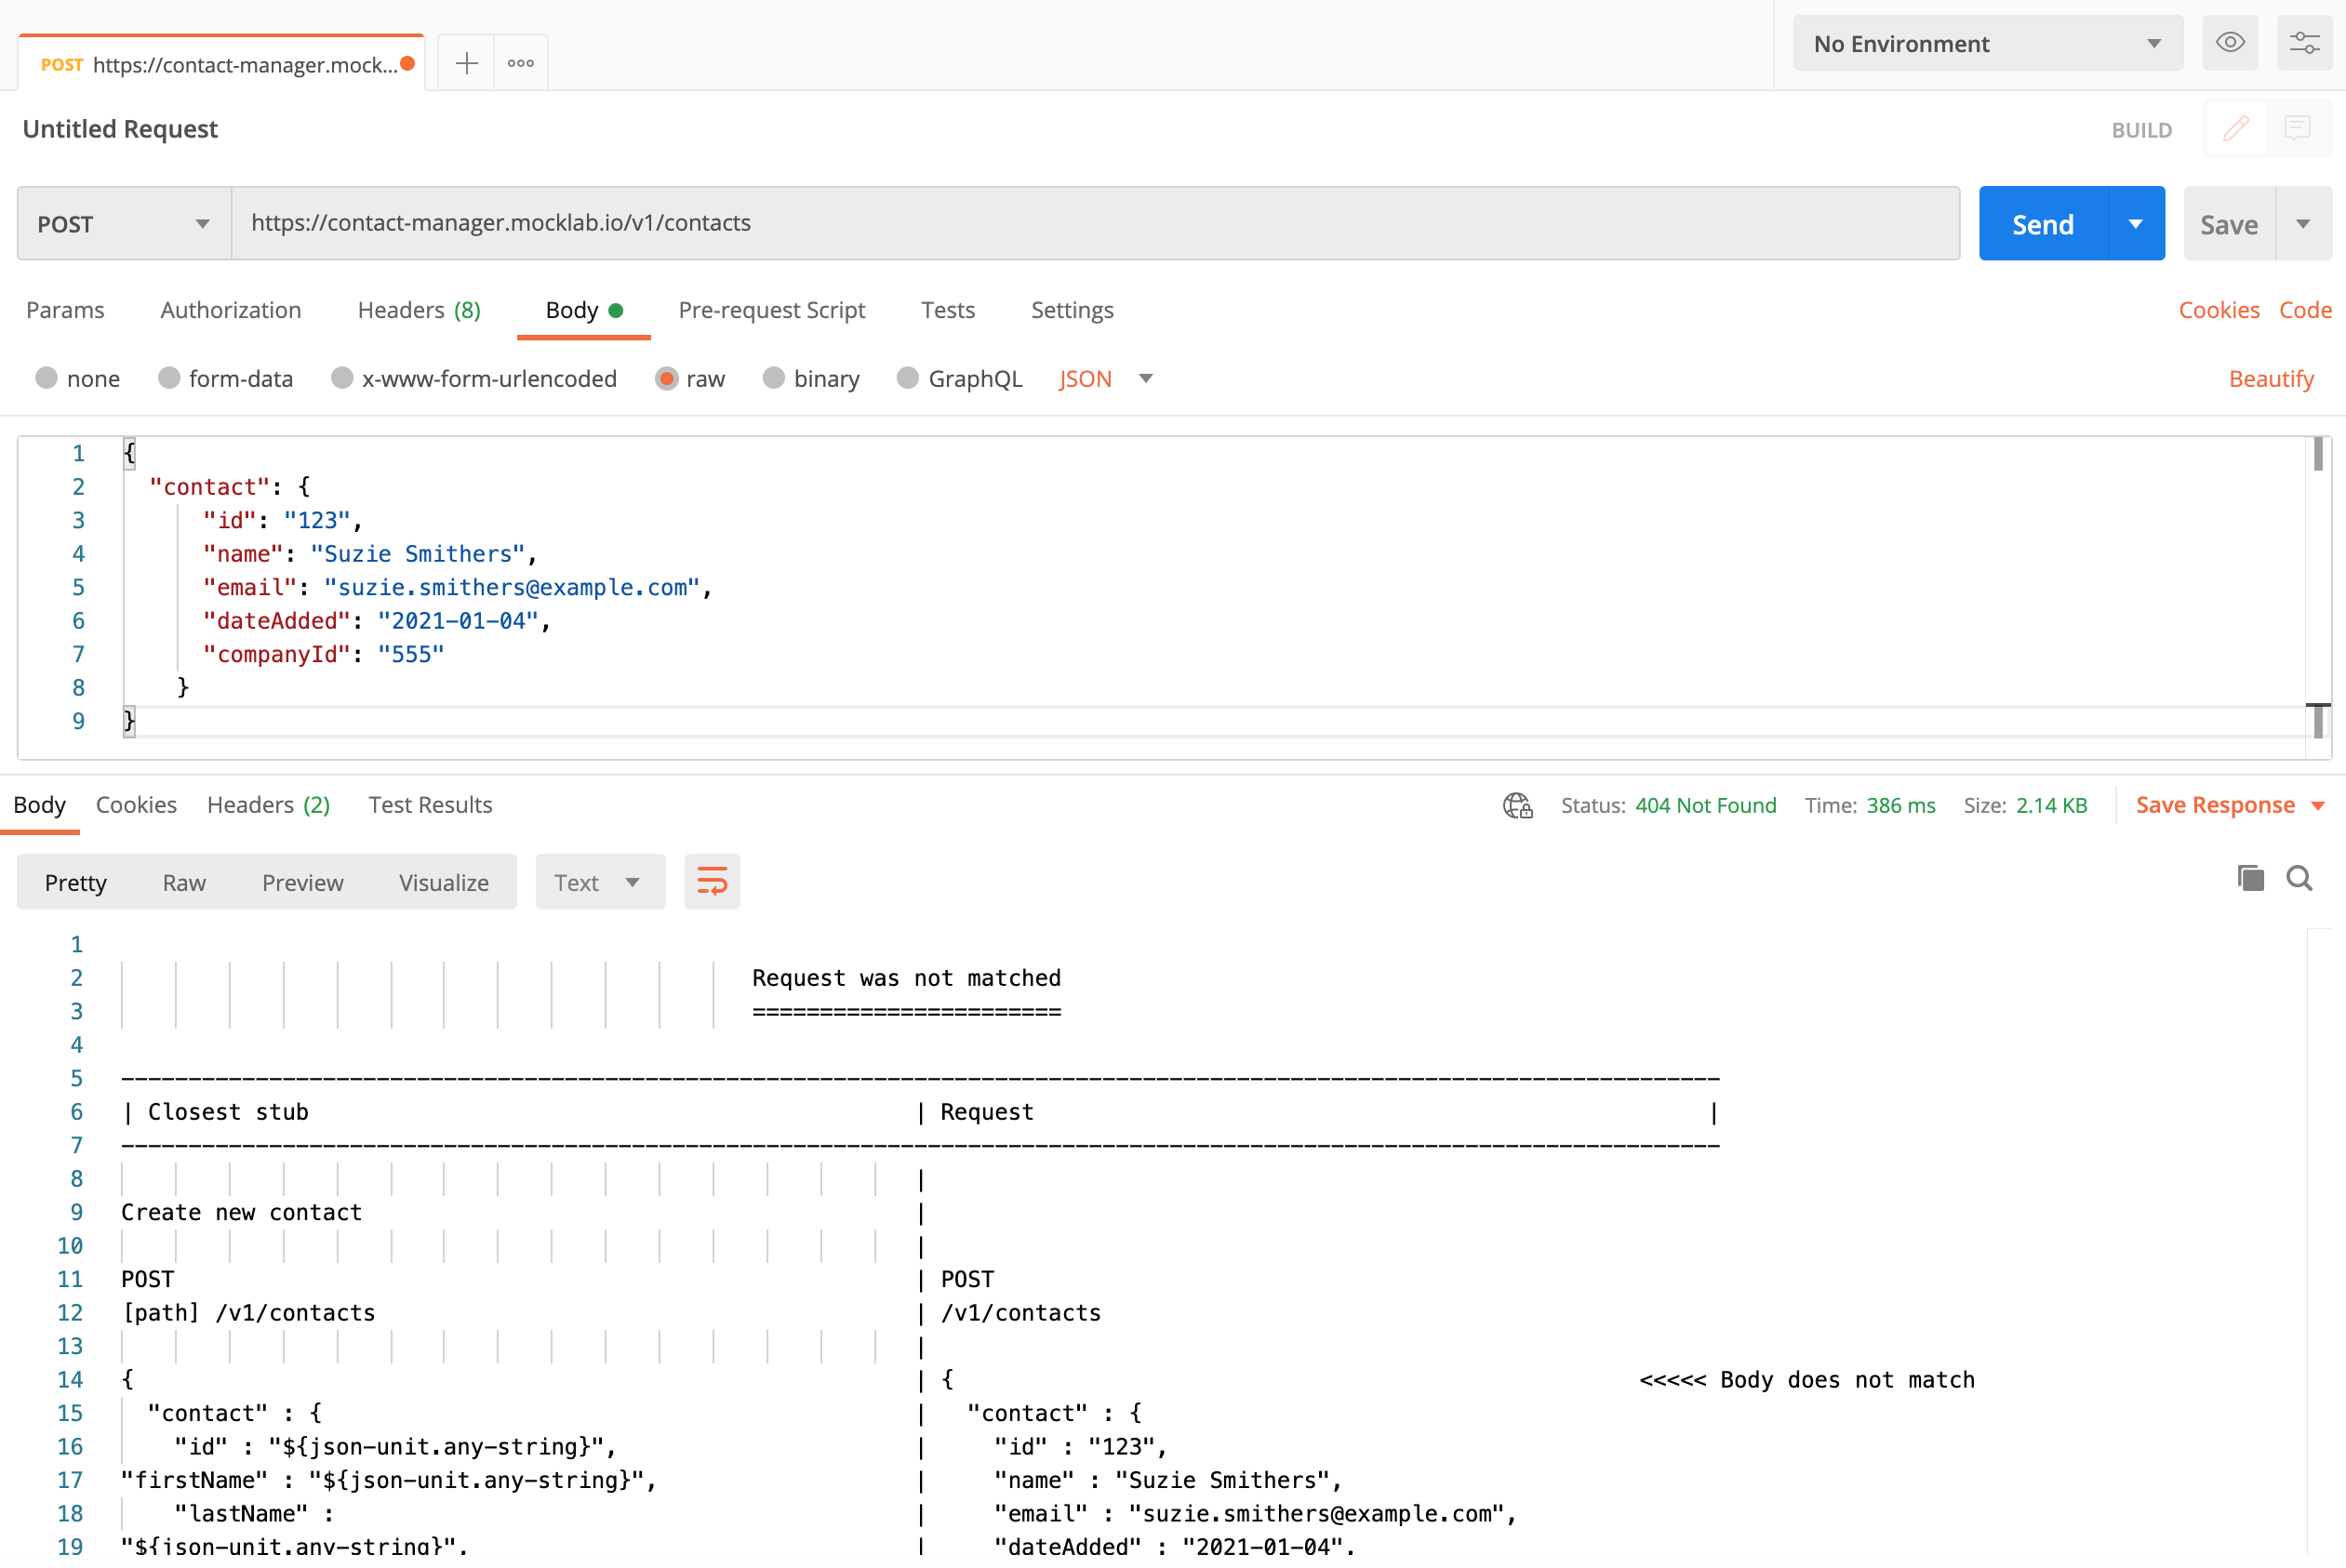 POST https://contact-manager.mock...
No Environment
Untitled Request
BUILD
POST
https://contact-manager.mocklab.io/v1/contacts
Send
Save
Params Authorization Headers (8) Body Pre-request Script Tests Settings Cookies Code
none form-data x-www-form-urlencoded raw binary GraphQL JSON Beautify
1 {
2 "contact": {
3 "id": "123",
4 "name": "Suzie Smithers",
5 "email": "suzie.smithers@example.com",
6 "dateAdded": "2021-01-04",
7 "companyId": "555"
8 }
9 }
Body Cookies Headers (2) Test Results Status: 404 Not Found Time: 386 ms Size: 2.14 KB Save Response
Pretty Raw Preview Visualize Text
1
2 Request was not matched
3 =======================
4
5 -----------------------------------------------------------------------------------------------------------------------
6 | Closest stub | Request |
7 -----------------------------------------------------------------------------------------------------------------------
8 |
9 Create new contact |
10 |
11 POST | POST
12 [path] /v1/contacts | /v1/contacts
13 |
14 { | { <<<<< Body does not match
15 "contact" : { | "contact" : {
16 "id" : "${json-unit.any-string}", | "id" : "123",
17 "firstName" : "${json-unit.any-string}", | "name" : "Suzie Smithers",
18 "lastName" : | "email" : "suzie.smithers@example.com",
19 "${json-unit.any-string}", | "dateAdded" : "2021-01-04",